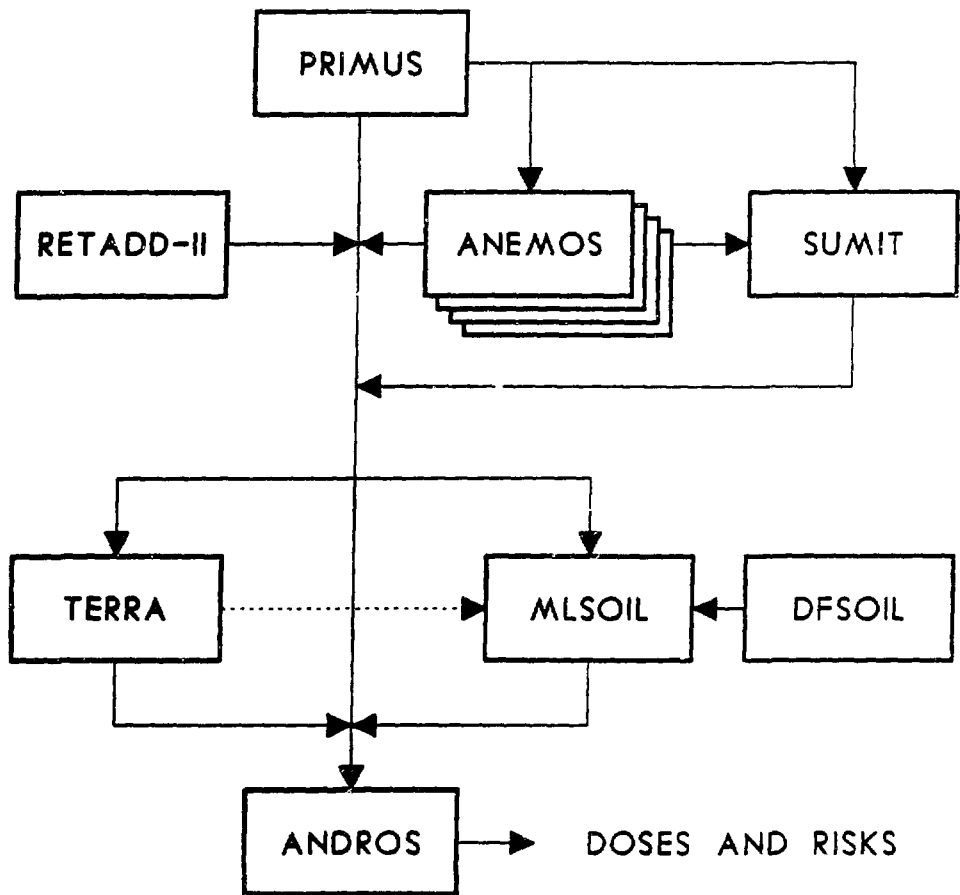 PRIMUS
RETADD-II
ANEMOS
SUMIT
TERRA
MLSOIL
DFSOIL
ANDROS
DOSES AND RISKS